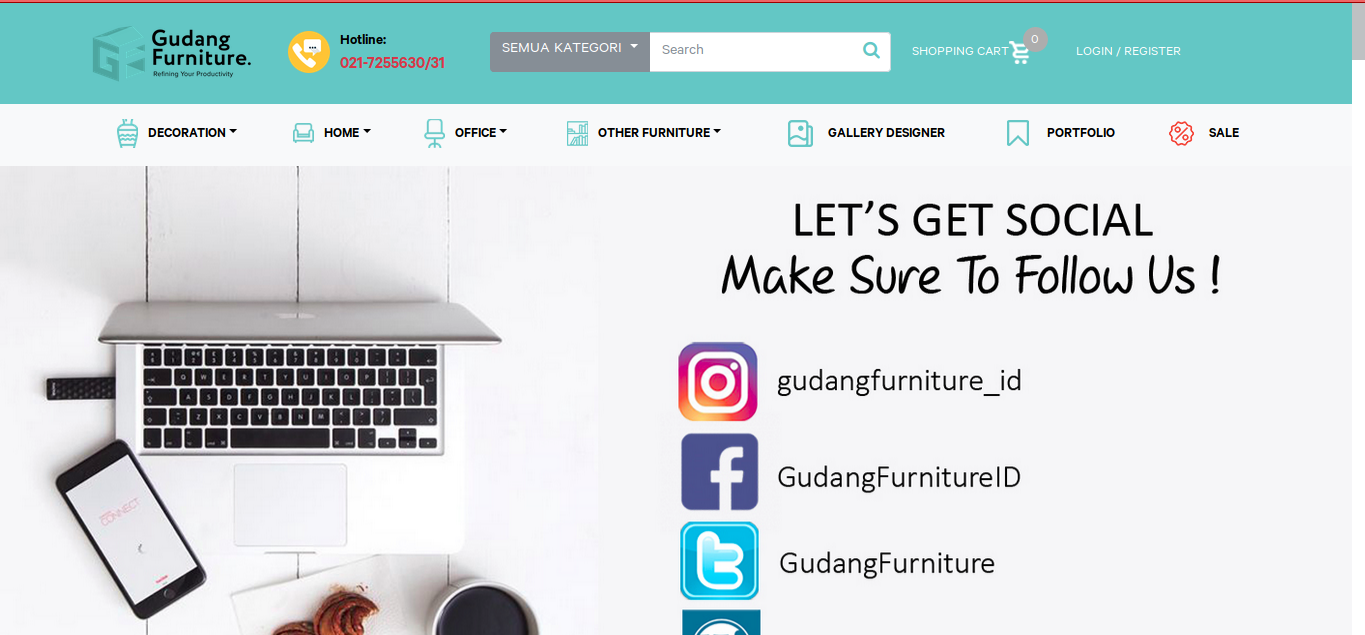 Gudang
Furniture.
Refining Your Productivity
Hotline:
021-7255630/31
SEMUA KATEGORI
Search
SHOPPING CART
0
LOGIN / REGISTER
DECORATION
HOME
OFFICE
OTHER FURNITURE
GALLERY DESIGNER
PORTFOLIO
SALE
LET'S GET SOCIAL
Make Sure To Follow Us !
gudangfurniture_id
GudangFurnitureID
GudangFurniture
CONNECT